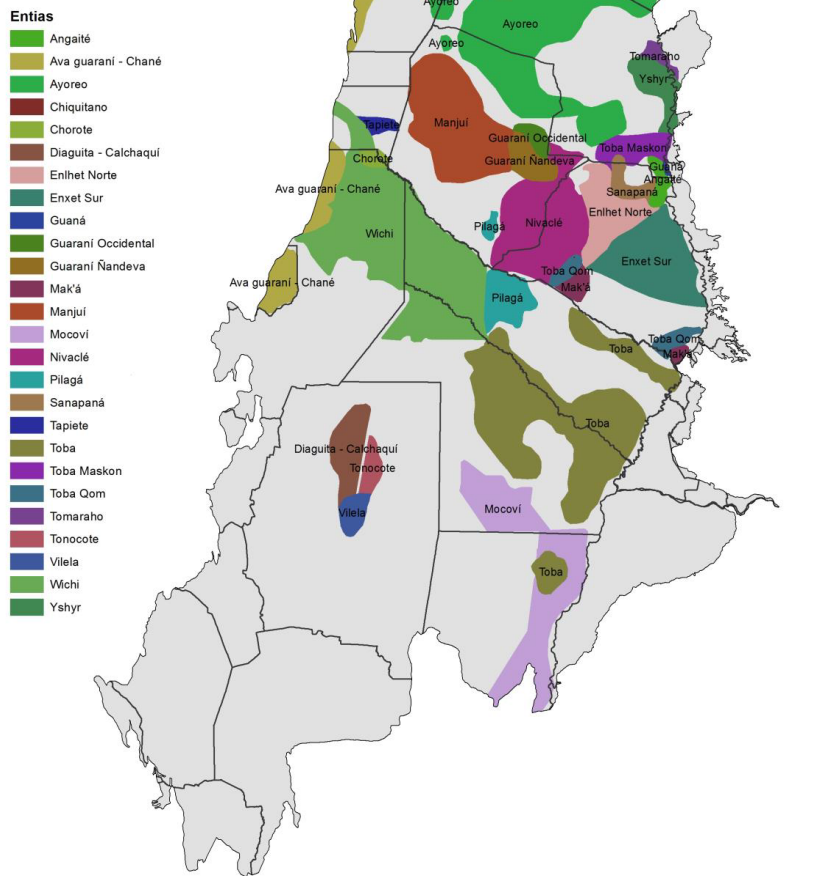 Entias
Angaité
Ava guaraní - Chané
Ayoreo
Chiquitano
Chorote
Diaguita - Calchaquí
Enlhet Norte
Enxet Sur
Guaná
Guaraní Occidental
Guaraní Ñandeva
Mak'á
Manjuí
Mocoví
Nivaclé
Pilagá
Sanapaná
Tapiete
Toba
Toba Maskon
Toba Qom
Tomaraho
Tonocote
Vilela
Wichi
Yshyr
Ayoreo
Ayoreo
Ayoreo
Tomaraho
Yshyr
Tapiete
Manjuí
Guaraní Occidental
Toba Maskon
Chorate
Guaraní Ñandeva
Guaná
Angaité
Ava guaraní - Chané
Sanapaná
Enlhet Norte
Pilagá
Nivaclé
Wichi
Enxet Sur
Toba Qom
Ava guaraní - Chané
Mak'á
Pilagá
Toba Qom
Toba
Mak'a
Toba
Diaguita - Calchaquí
Tonocote
Mocoví
Vilela
Toba